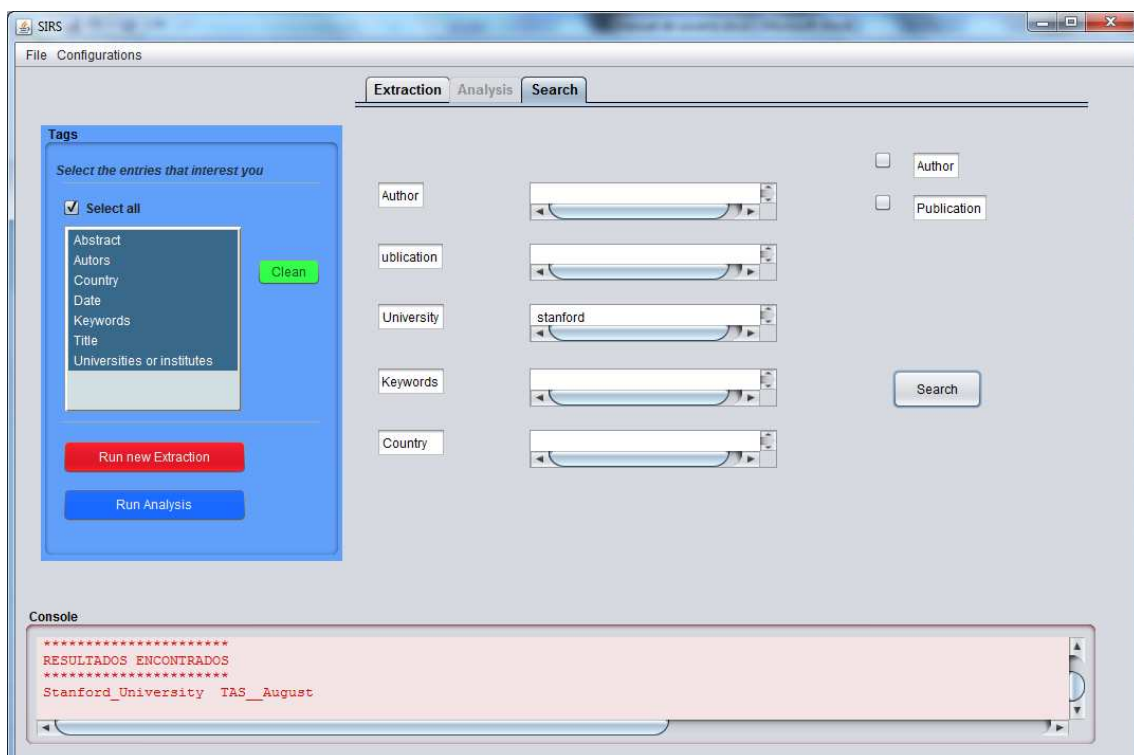 SIRS
File Configurations
Extraction Analysis Search
Tags
Select the entries that interest you
Select all
Abstract
Autors
Country
Date
Keywords
Title
Universities or institutes
Clean
Run new Extraction
Run Analysis
Author
ublication
University stanford
Keywords
Country
Author
Publication
Search
Console
***********************
RESULTADOS ENCONTRADOS
***********************
Stanford_University TAS__August